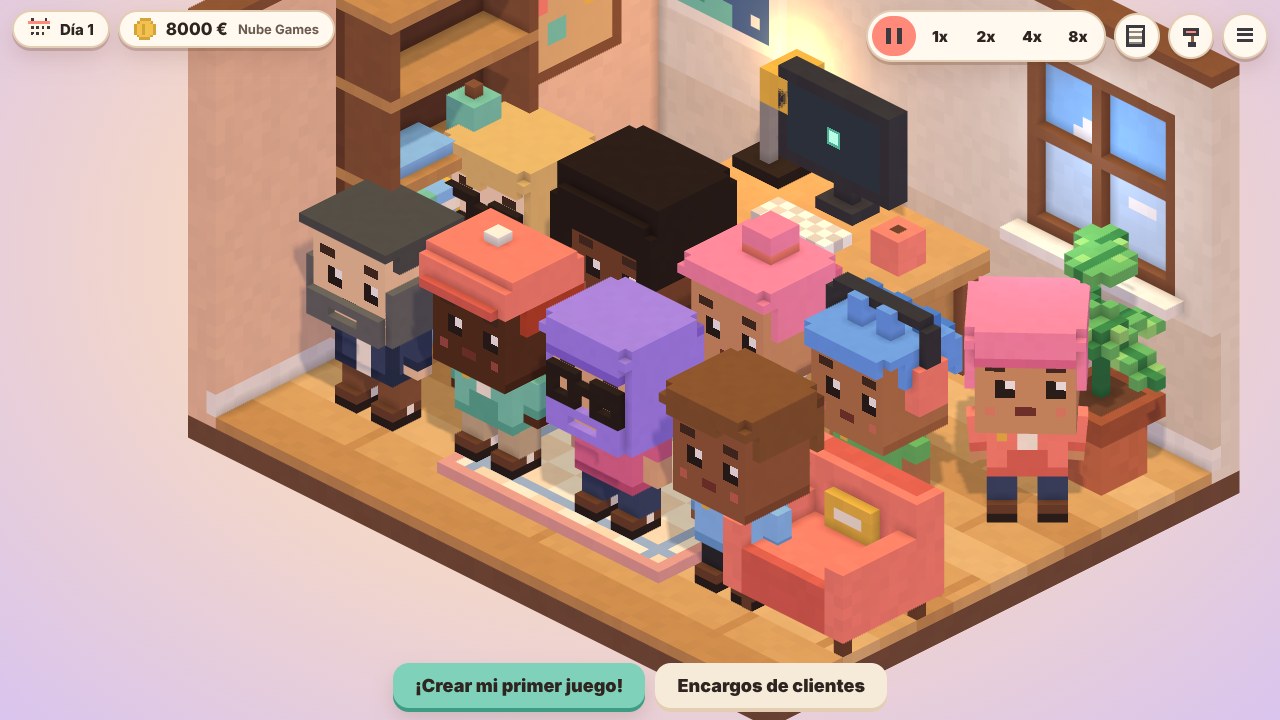 Día 1
8000 € Nube Games
1x 2x 4x 8x
¡Crear mi primer juego!
Encargos de clientes